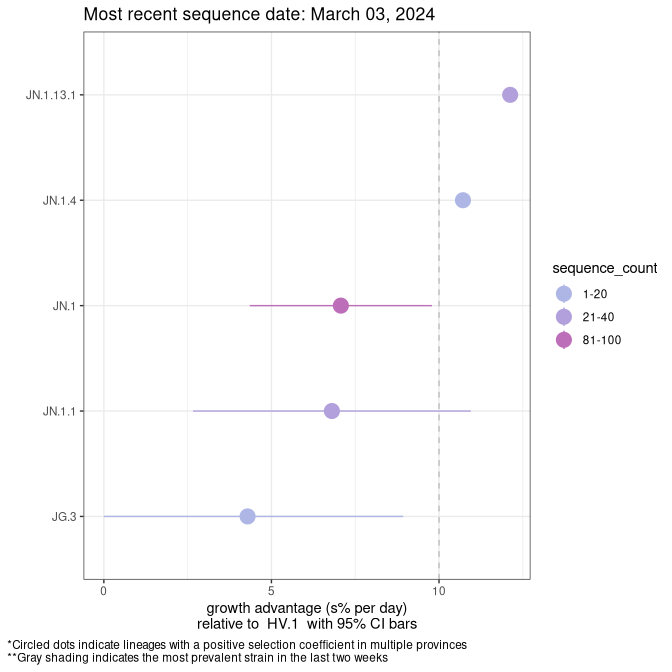 Most recent sequence date: March 03, 2024
JN.1.13.1
JN.1.4
JN.1
JN.1.1
JG.3
0 5 10
growth advantage (s% per day)
relative to  HV.1  with 95% CI bars
sequence_count
1-20
21-40
81-100
*Circled dots indicate lineages with a positive selection coefficient in multiple provinces
**Gray shading indicates the most prevalent strain in the last two weeks